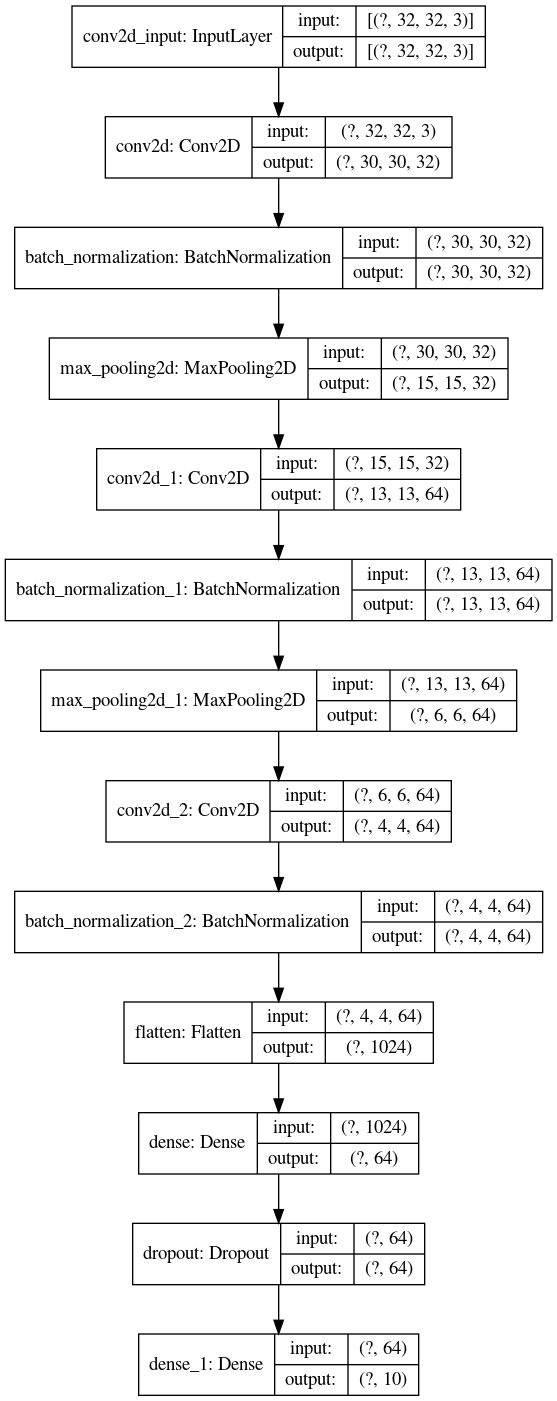 conv2d_input: InputLayer
input:
[(?, 32, 32, 3)]
output:
[(?, 32, 32, 3)]
conv2d: Conv2D
input:
(?, 32, 32, 3)
output:
(?, 30, 30, 32)
batch_normalization: BatchNormalization
input:
(?, 30, 30, 32)
output:
(?, 30, 30, 32)
max_pooling2d: MaxPooling2D
input:
(?, 30, 30, 32)
output:
(?, 15, 15, 32)
conv2d_1: Conv2D
input:
(?, 15, 15, 32)
output:
(?, 13, 13, 64)
batch_normalization_1: BatchNormalization
input:
(?, 13, 13, 64)
output:
(?, 13, 13, 64)
max_pooling2d_1: MaxPooling2D
input:
(?, 13, 13, 64)
output:
(?, 6, 6, 64)
conv2d_2: Conv2D
input:
(?, 6, 6, 64)
output:
(?, 4, 4, 64)
batch_normalization_2: BatchNormalization
input:
(?, 4, 4, 64)
output:
(?, 4, 4, 64)
flatten: Flatten
input:
(?, 4, 4, 64)
output:
(?, 1024)
dense: Dense
input:
(?, 1024)
output:
(?, 64)
dropout: Dropout
input:
(?, 64)
output:
(?, 64)
dense_1: Dense
input:
(?, 64)
output:
(?, 10)